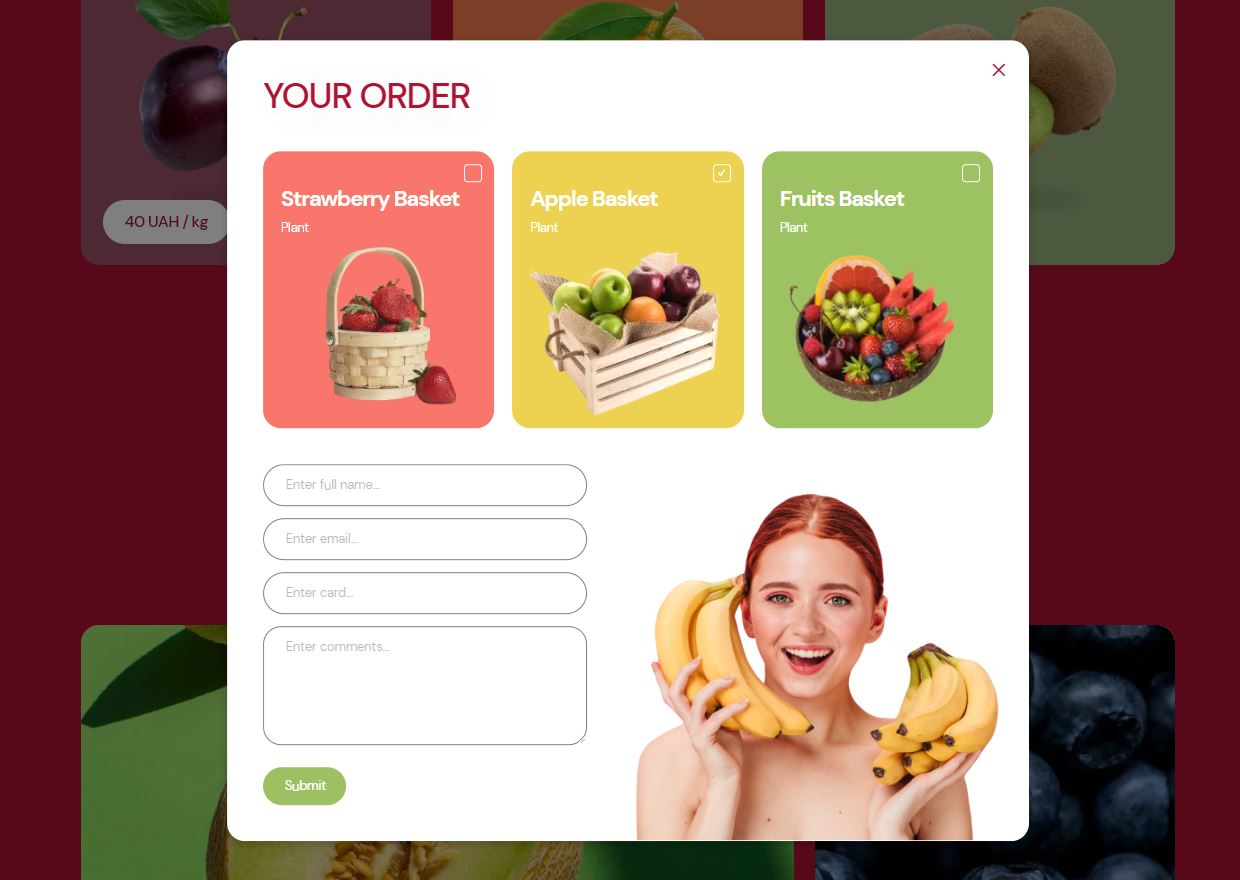 YOUR ORDER
Strawberry Basket
Plant
Apple Basket
Plant
Fruits Basket
Plant
40 UAH / kg
Enter full name...
Enter email...
Enter card...
Enter comments...
Submit